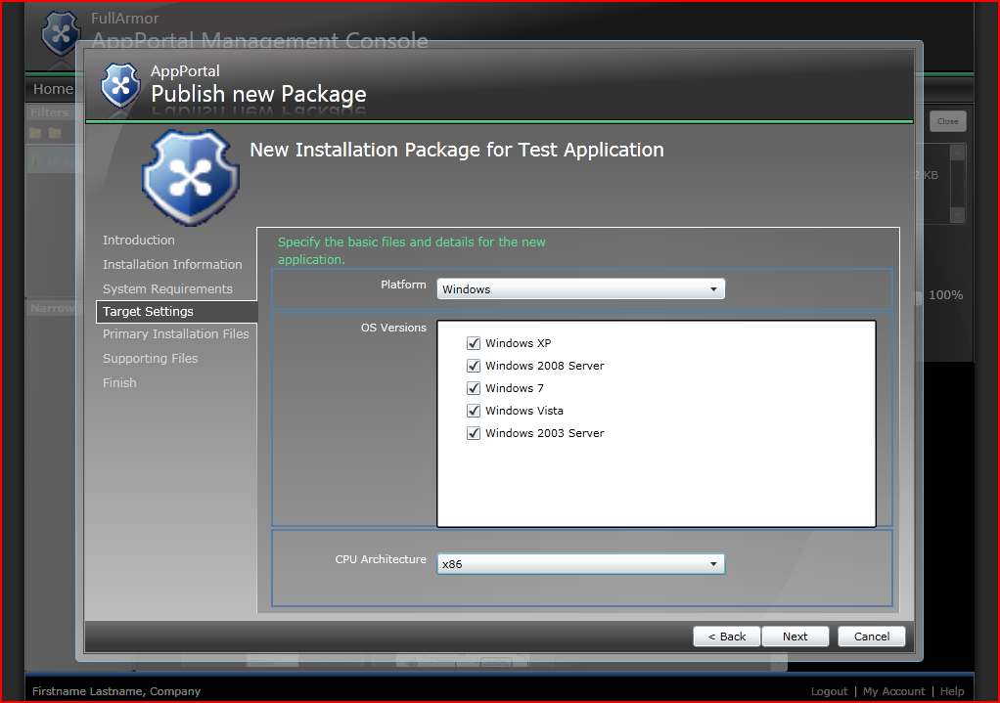 FullArmor
AppPortal Management Console
Home
Filters
Close
AppPortal
Publish new Package
New Installation Package for Test Application
2 KB
Introduction
Installation Information
System Requirements
Target Settings
Primary Installation Files
Supporting Files
Finish
Narrow
100%
Specify the basic files and details for the new
application.
Platform
Windows
OS Versions
Windows XP
Windows 2008 Server
Windows 7
Windows Vista
Windows 2003 Server
CPU Architecture
x86
< Back
Next
Cancel
Firstname Lastname, Company
Logout | My Account | Help